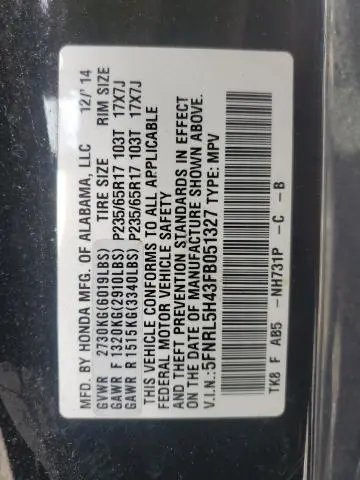 MFD. BY HONDA MFG. OF ALABAMA, LLC 12/'14
GVWR 2730KG(6019LBS) TIRE SIZE RIM SIZE
GAWR F 1320KG(2910LBS) P235/65R17 103T 17X7J
GAWR R 1515KG(3340LBS) P235/65R17 103T 17X7J
THIS VEHICLE CONFORMS TO ALL APPLICABLE
FEDERAL MOTOR VEHICLE SAFETY
AND THEFT PREVENTION STANDARDS IN EFFECT
ON THE DATE OF MANUFACTURE SHOWN ABOVE.
V.I.N.:5FNRL5H43FB051327 TYPE: MPV
TK8 F AB5 -NH731P -C -B